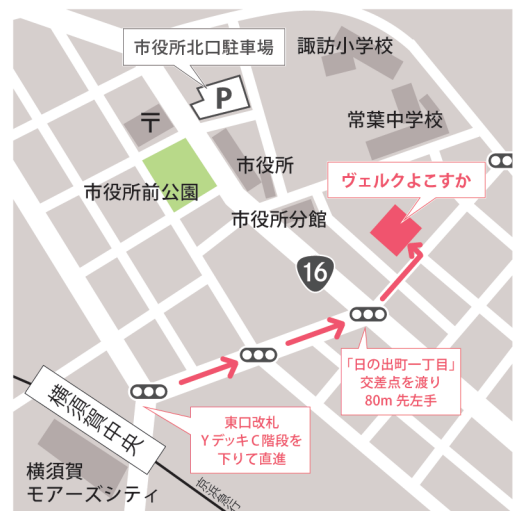 市役所北口駐車場
諏訪小学校
P
〒
常葉中学校
市役所
ヴェルクよこすか
市役所前公園
市役所分館
16
「日の出町一丁目」
交差点を渡り
80m 先左手
東口改札
YデッキC階段を
下りて直進
横須賀中央
横須賀
モアーズシティ
京浜急行